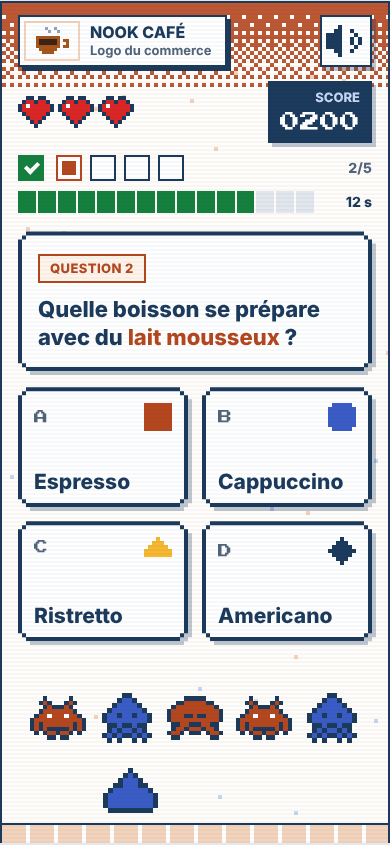 NOOK CAFÉ
Logo du commerce
SCORE
0200
2/5
12 s
QUESTION 2
Quelle boisson se prépare
avec du lait mousseux ?
A
Espresso
B
Cappuccino
C
Ristretto
D
Americano